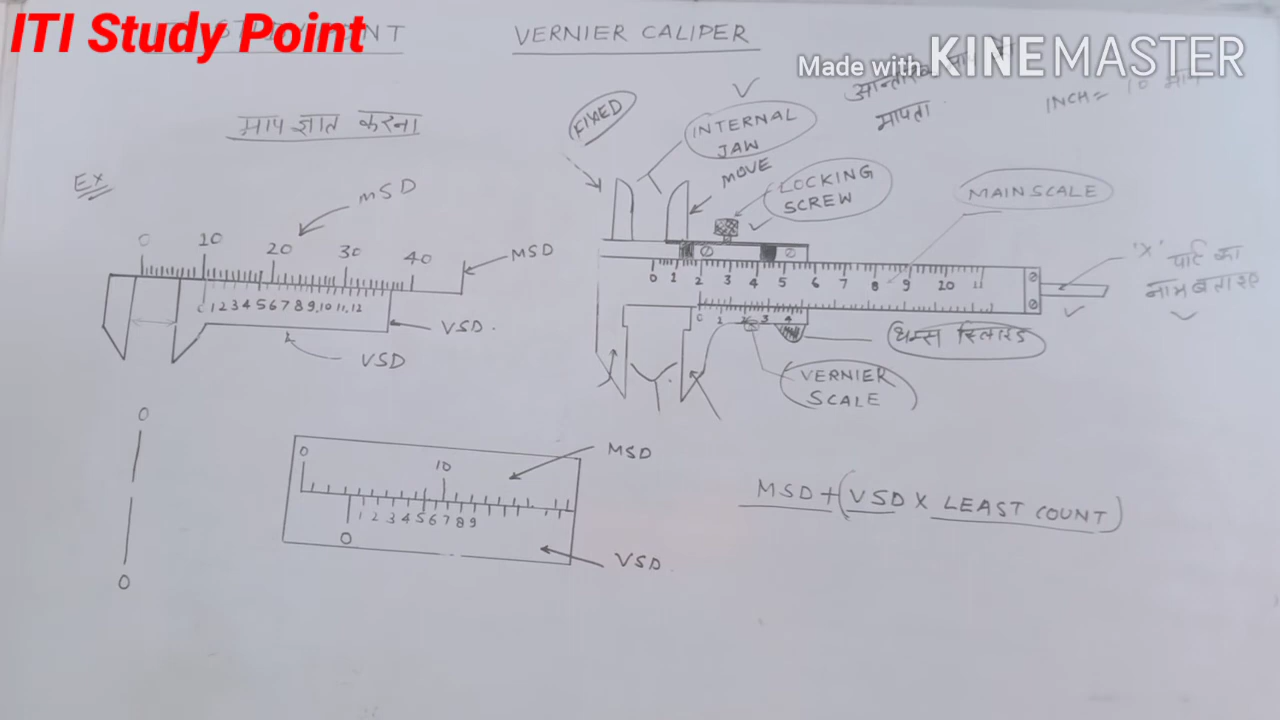 ITI Study Point
VERNIER CALIPER
Made with KINEMASTER
मापता
INCH = 10
माप ज्ञात करना
EX
MSD
0 10 20 30 40
MSD
1 2 3 4 5 6 7 8 9 10 11 12
VSD.
VSD
FIXED
INTERNAL
JAW
MOVE
LOCKING
SCREW
MAIN SCALE
0 1 2 3 4 5 6 7 8 9 10 11
0 1 2 3 4
'X' पार्ट का
नाम बताइए
थम्ब स्लाइड
VERNIER
SCALE
0
0
0 10
MSD
1 2 3 4 5 6 7 8 9
0
VSD.
MSD + (VSD X LEAST COUNT)